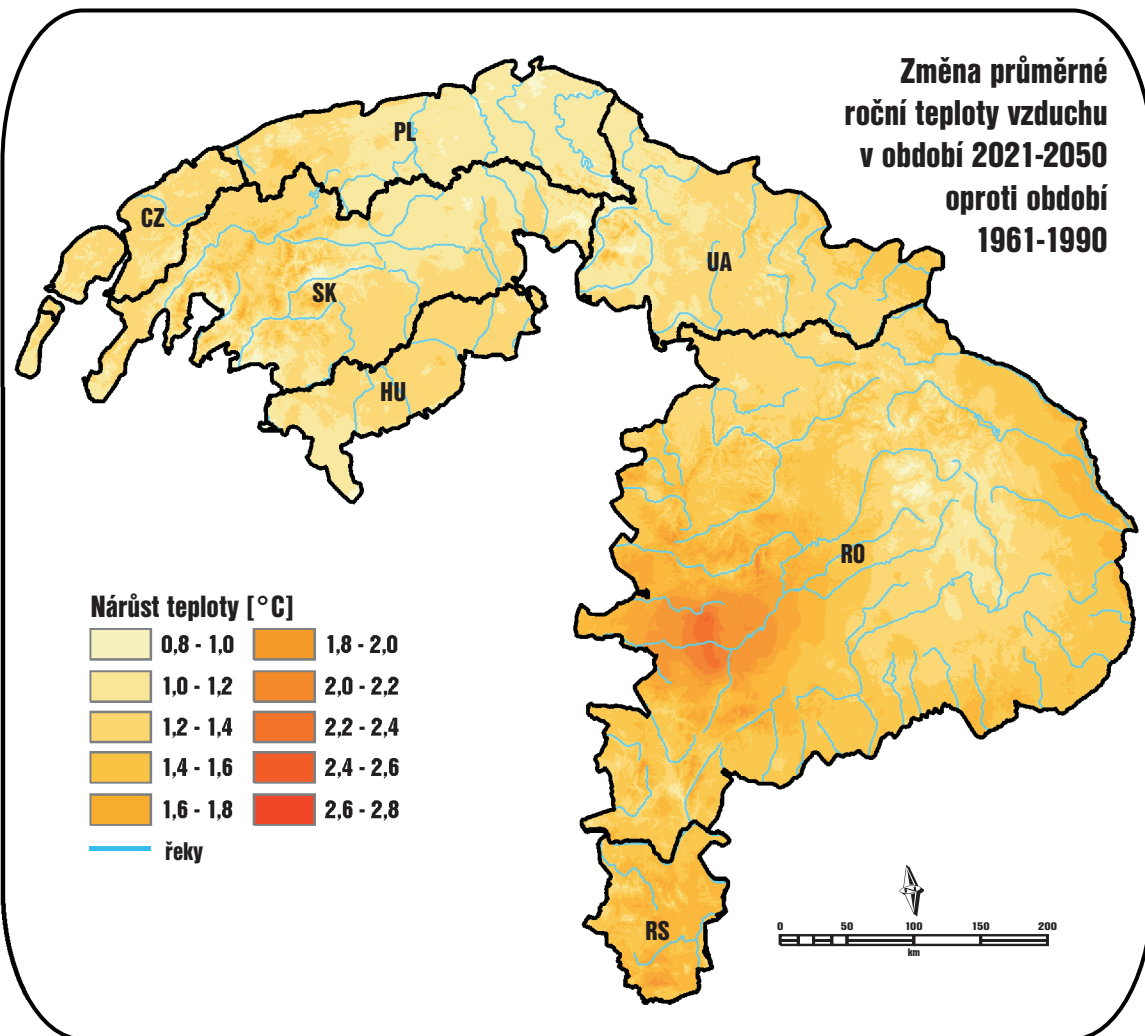 Změna průměrné
roční teploty vzduchu
v období 2021-2050
oproti období
1961-1990
PL
CZ
SK
UA
HU
RO
RS
Nárůst teploty [°C]
0,8 - 1,0
1,0 - 1,2
1,2 - 1,4
1,4 - 1,6
1,6 - 1,8
1,8 - 2,0
2,0 - 2,2
2,2 - 2,4
2,4 - 2,6
2,6 - 2,8
řeky
0 50 100 150 200
km